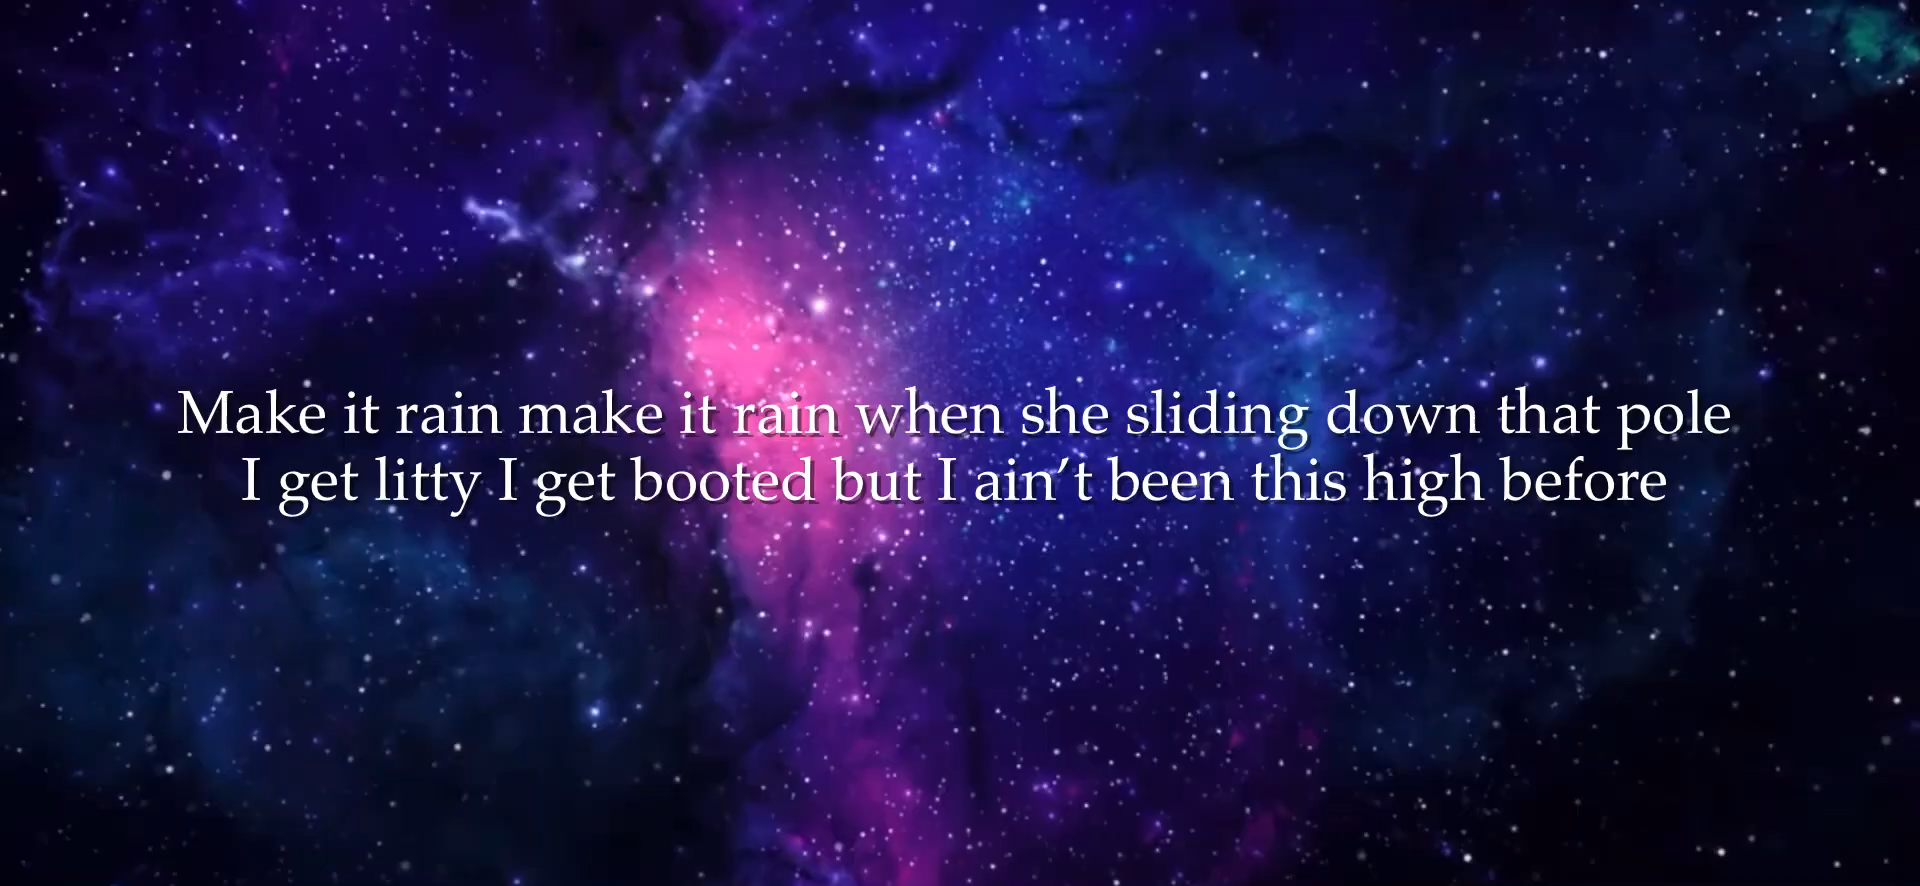 Make it rain make it rain when she sliding down that pole
I get litty I get booted but I ain’t been this high before